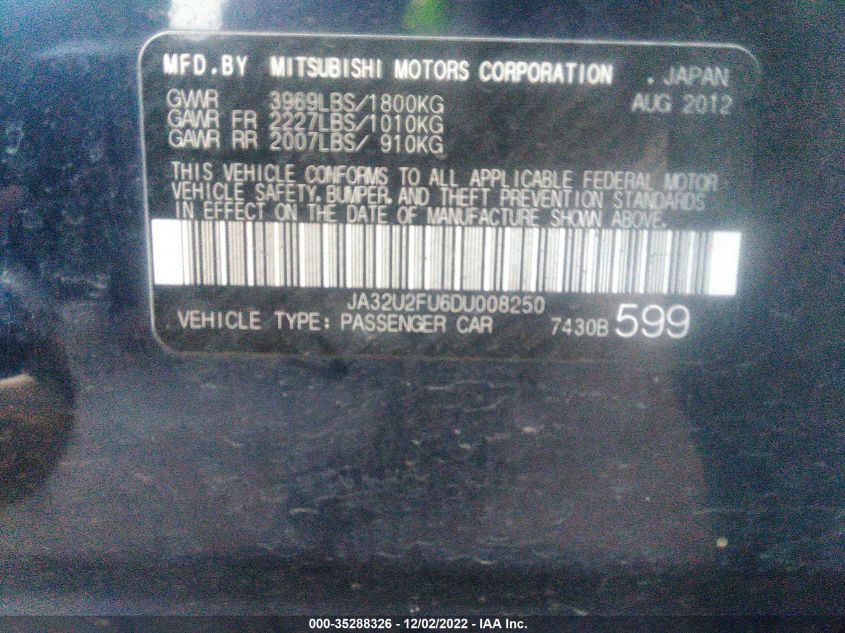 MFD.BY MITSUBISHI MOTORS CORPORATION . JAPAN
GVWR 3969LBS/1800KG AUG 2012
GAWR FR 2227LBS/1010KG
GAWR RR 2007LBS/ 910KG
THIS VEHICLE CONFORMS TO ALL APPLICABLE FEDERAL MOTOR
VEHICLE SAFETY, BUMPER, AND THEFT PREVENTION STANDARDS
IN EFFECT ON THE DATE OF MANUFACTURE SHOWN ABOVE.
JA32U2FU6DU008250
VEHICLE TYPE: PASSENGER CAR 7430B 599
000-35288326 - 12/02/2022 - IAA Inc.